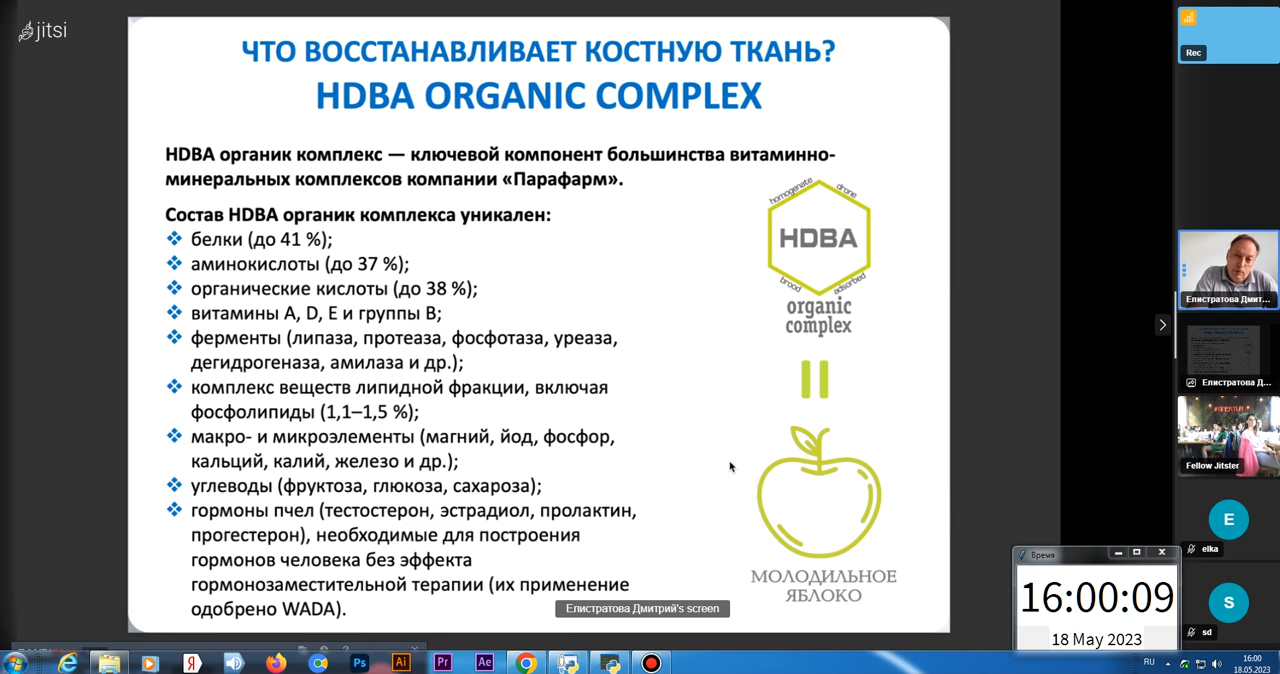 jitsi
ЧТО ВОССТАНАВЛИВАЕТ КОСТНУЮ ТКАНЬ?
HDBA ORGANIC COMPLEX
HDBA органик комплекс — ключевой компонент большинства витаминно-
минеральных комплексов компании «Парафарм».
Состав HDBA органик комплекса уникален:
белки (до 41 %);
аминокислоты (до 37 %);
органические кислоты (до 38 %);
витамины A, D, E и группы B;
ферменты (липаза, протеаза, фосфотаза, уреаза,
дегидрогеназа, амилаза и др.);
комплекс веществ липидной фракции, включая
фосфолипиды (1,1–1,5 %);
макро- и микроэлементы (магний, йод, фосфор,
кальций, калий, железо и др.);
углеводы (фруктоза, глюкоза, сахароза);
гормоны пчел (тестостерон, эстрадиол, пролактин,
прогестерон), необходимые для построения
гормонов человека без эффекта
гормонозаместительной терапии (их применение
одобрено WADA).
homogenate drone
HDBA
brood adsorbed
organic
complex
МОЛОДИЛЬНОЕ
ЯБЛОКО
Елистратова Дмитрий's screen
Rec
Елистратова Дмит...
Елистратова Д...
Fellow Jitster
E
elka
S
sd
Время
16:00:09
18 May 2023
Я
Ps
Ai
Pr
Ae
RU
16:00
18.05.2023